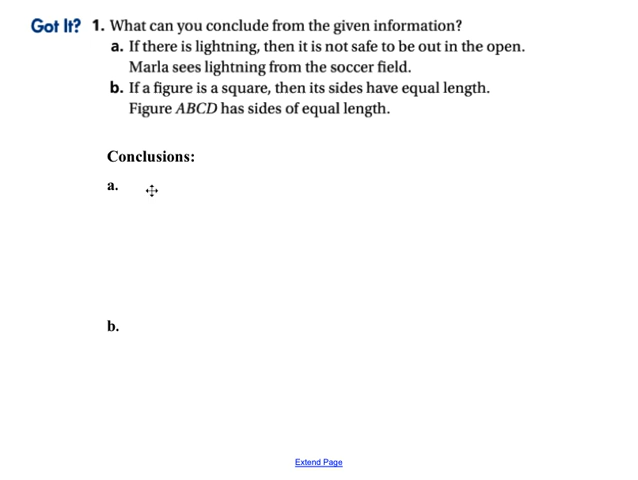 Got It? 1. What can you conclude from the given information?
a. If there is lightning, then it is not safe to be out in the open.
Marla sees lightning from the soccer field.
b. If a figure is a square, then its sides have equal length.
Figure ABCD has sides of equal length.
Conclusions:
a.
b.
Extend Page